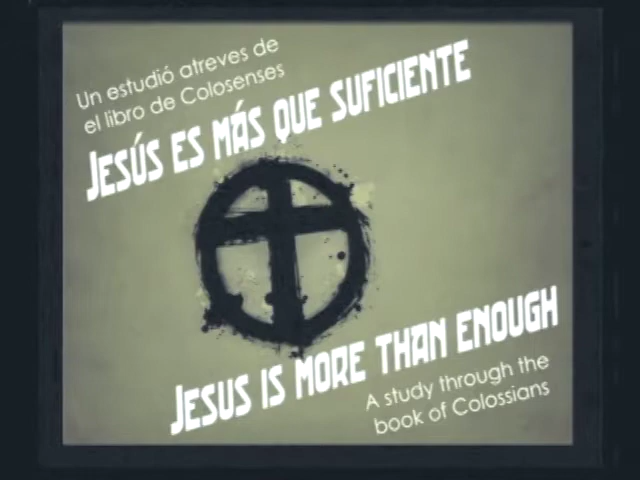 Un estudió atreves de
el libro de Colosenses
JESÚS ES MÁS QUE SUFICIENTE
JESUS IS MORE THAN ENOUGH
A study through the
book of Colossians